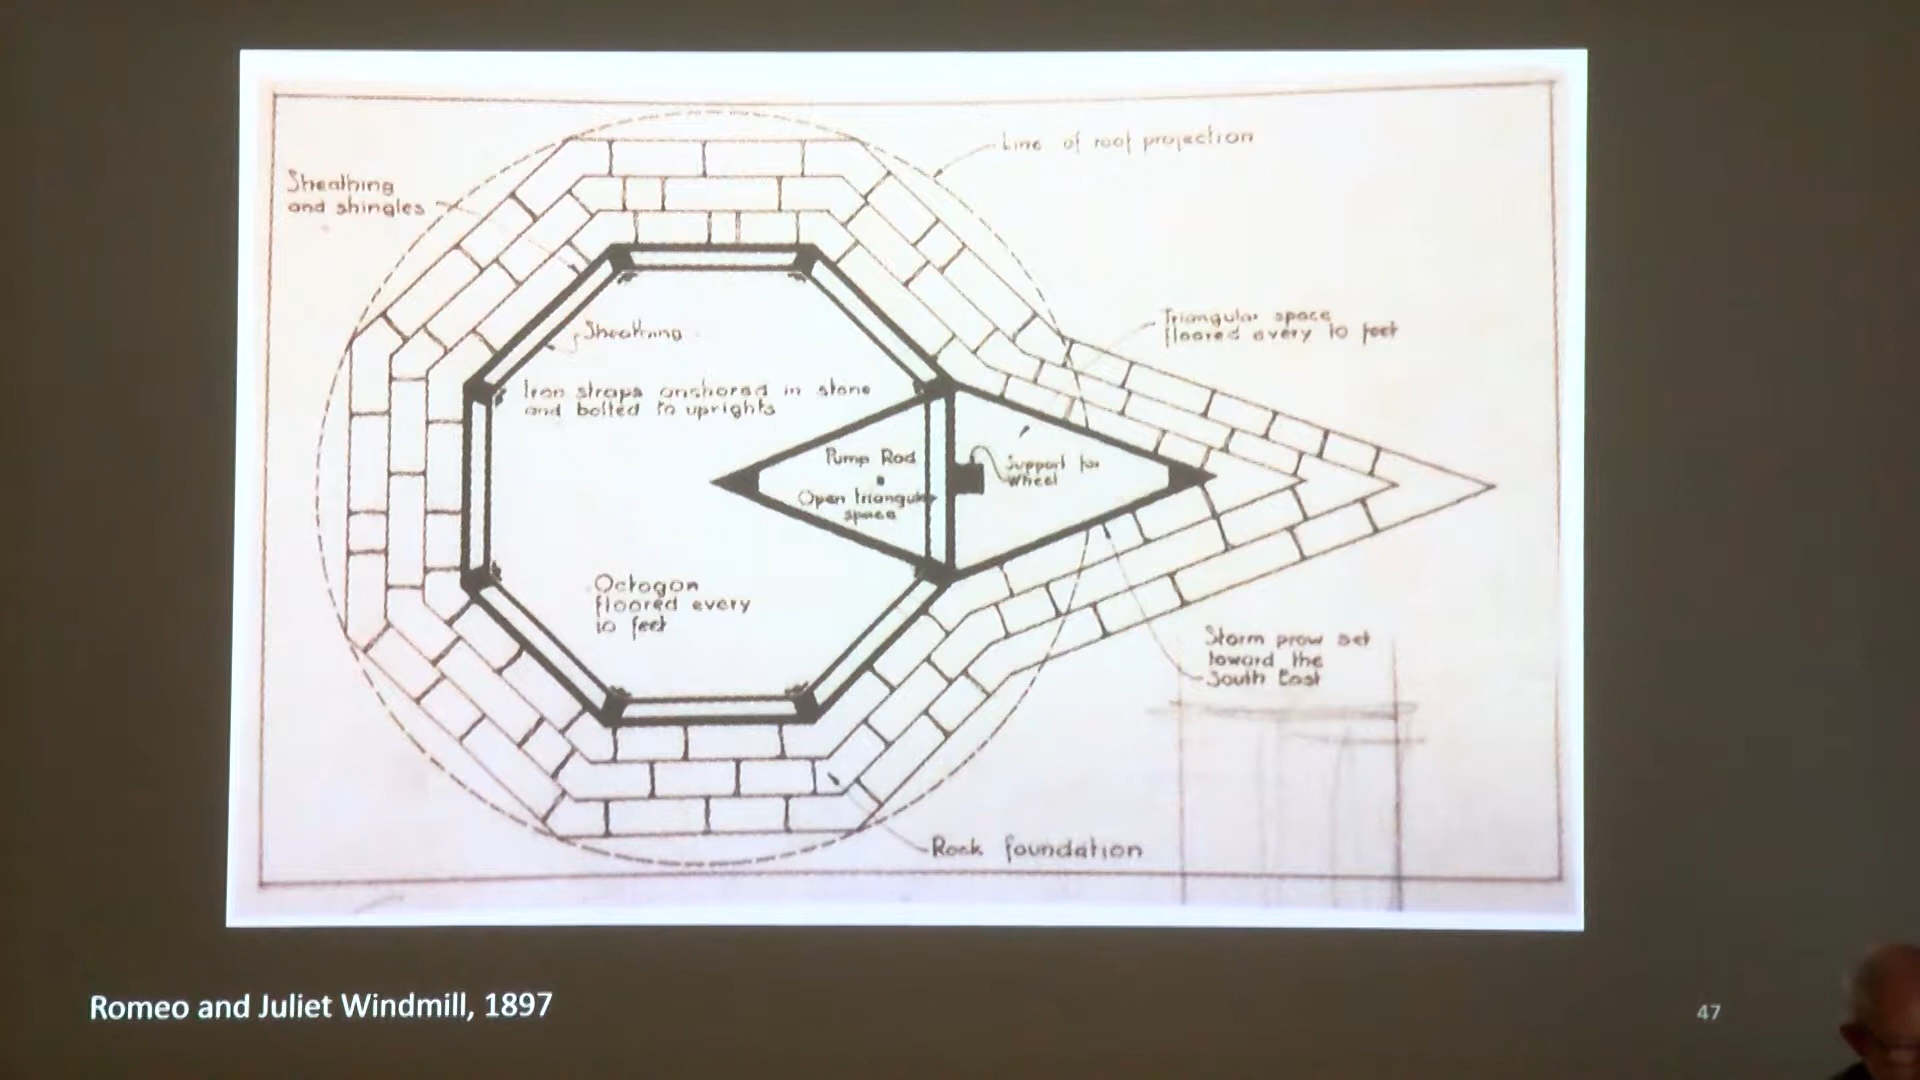 Line of roof projection
Sheathing
and shingles
Triangular space
floored every 10 feet
Sheathing
Iron straps anchored in stone
and bolted to uprights
Pump Rod
Open triangular
space
Support for
Wheel
Octagon
floored every
10 feet
Storm prow set
toward the
South East
Rock foundation
Romeo and Juliet Windmill, 1897
47